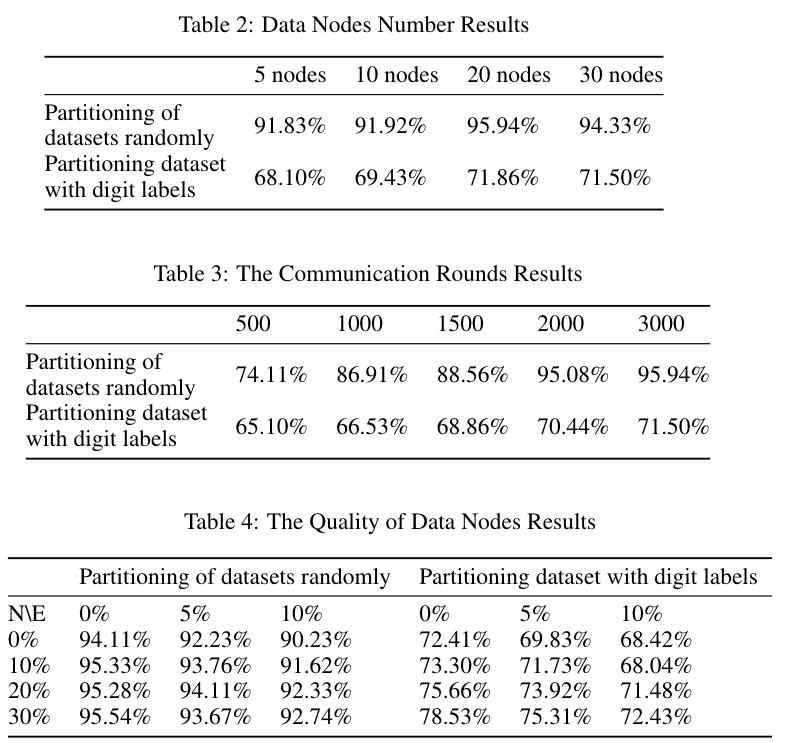 Table 2: Data Nodes Number Results
5 nodes 10 nodes 20 nodes 30 nodes
Partitioning of
datasets randomly 91.83% 91.92% 95.94% 94.33%
Partitioning dataset
with digit labels 68.10% 69.43% 71.86% 71.50%
Table 3: The Communication Rounds Results
500 1000 1500 2000 3000
Partitioning of
datasets randomly 74.11% 86.91% 88.56% 95.08% 95.94%
Partitioning dataset
with digit labels 65.10% 66.53% 68.86% 70.44% 71.50%
Table 4: The Quality of Data Nodes Results
Partitioning of datasets randomly Partitioning dataset with digit labels
N\E 0% 5% 10% 0% 5% 10%
0% 94.11% 92.23% 90.23% 72.41% 69.83% 68.42%
10% 95.33% 93.76% 91.62% 73.30% 71.73% 68.04%
20% 95.28% 94.11% 92.33% 75.66% 73.92% 71.48%
30% 95.54% 93.67% 92.74% 78.53% 75.31% 72.43%